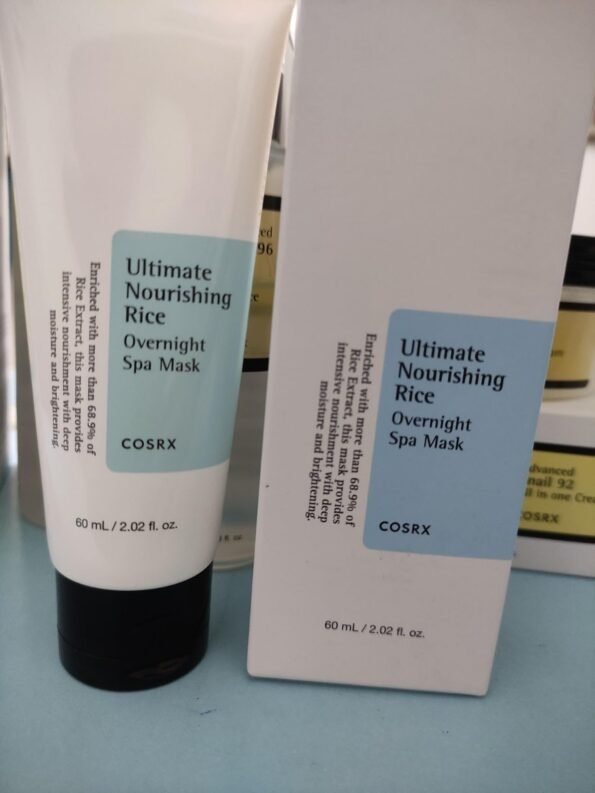 Ultimate
Nourishing
Rice
Overnight
Spa Mask
COSRX
Enriched with more than 68.9% of
Rice Extract, this mask provides
intensive nourishment with deep
moisture and brightening.
60 mL / 2.02 fl. oz.
96
Ultimate
Nourishing
Rice
Overnight
Spa Mask
COSRX
Enriched with more than 68.9% of
Rice Extract, this mask provides
intensive nourishment with deep
moisture and brightening.
60 mL / 2.02 fl. oz.
dvanced
nail 92
il in one Crea
COSRX